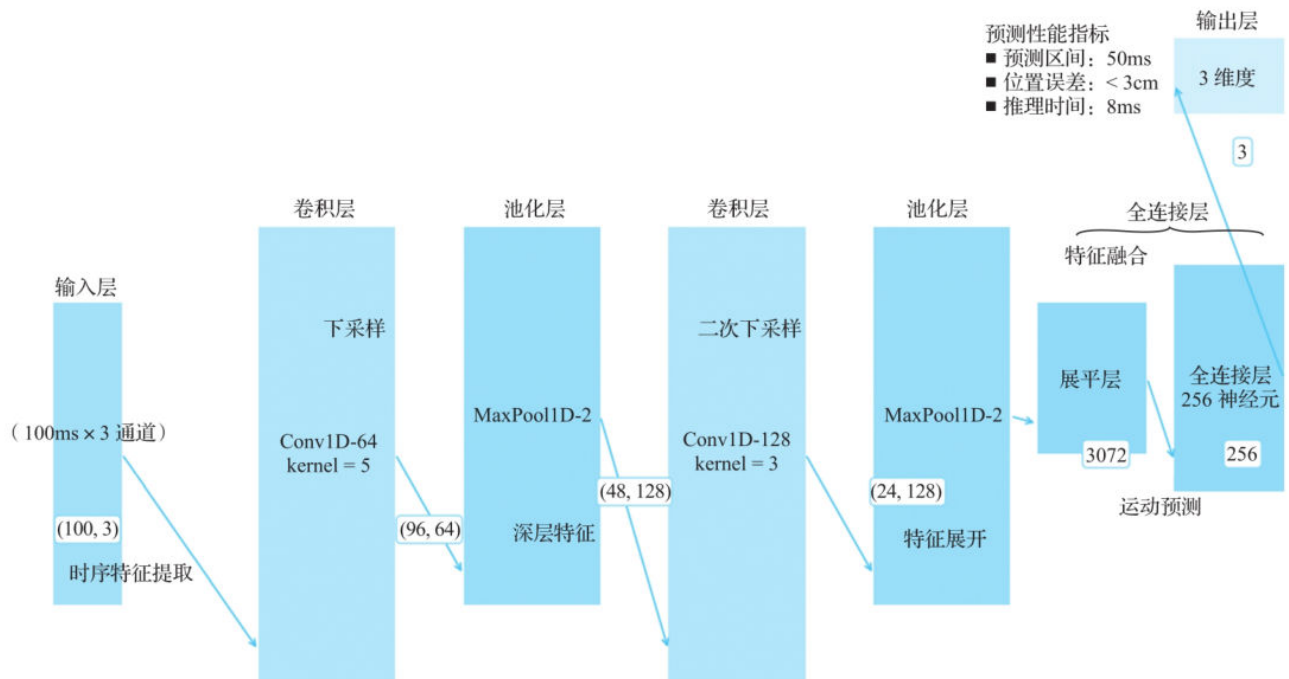 输出层
预测性能指标
■ 预测区间：50ms
■ 位置误差：< 3cm
■ 推理时间：8ms
3 维度
3
卷积层
池化层
卷积层
池化层
全连接层
特征融合
输入层
下采样
二次下采样
展平层
全连接层
256 神经元
（100ms × 3 通道）
Conv1D-64
kernel = 5
MaxPool1D-2
Conv1D-128
kernel = 3
MaxPool1D-2
3072
256
(100, 3)
(96, 64)
(48, 128)
(24, 128)
运动预测
时序特征提取
深层特征
特征展开